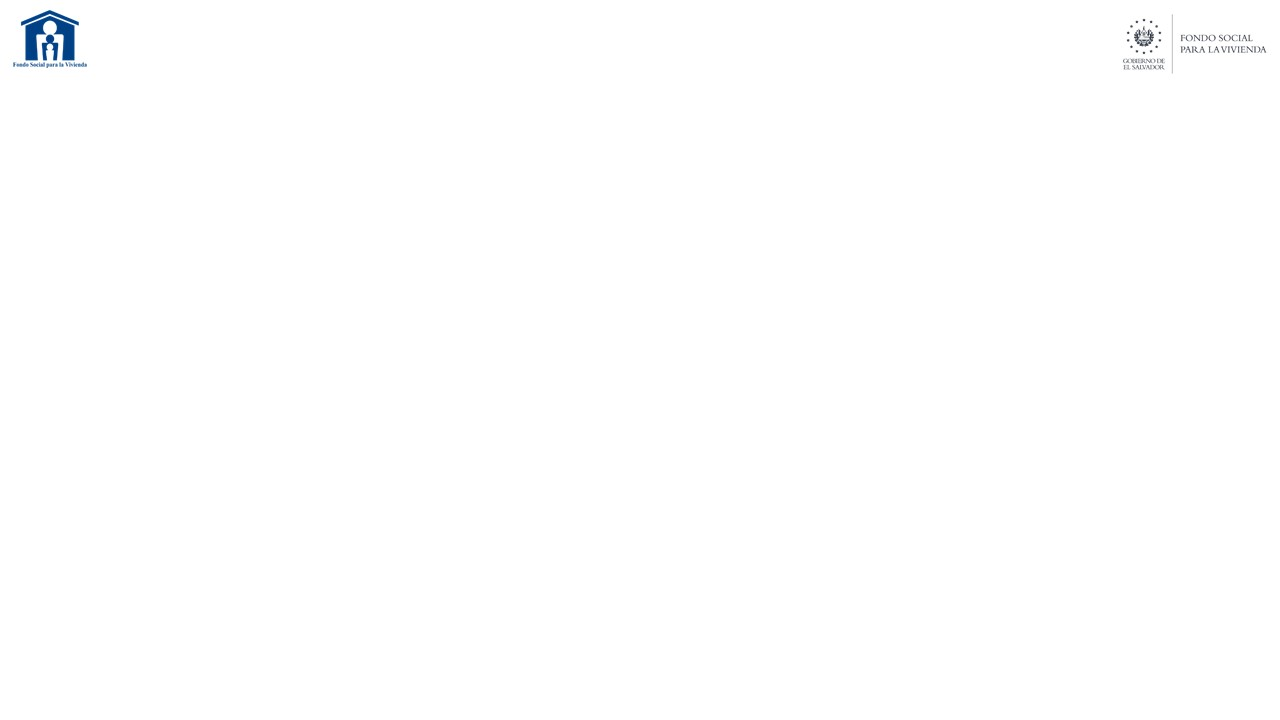 Fondo Social para la Vivienda
GOBIERNO DE
EL SALVADOR
FONDO SOCIAL
PARA LA VIVIENDA